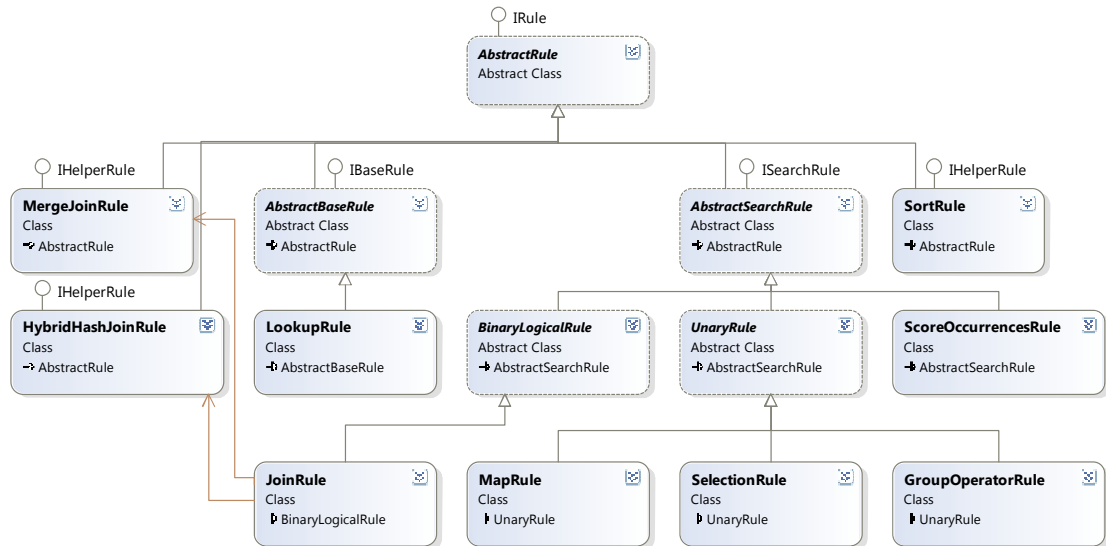 IRule
AbstractRule
Abstract Class
IHelperRule
IBaseRule
ISearchRule
IHelperRule
MergeJoinRule
Class
AbstractRule
AbstractBaseRule
Abstract Class
AbstractRule
AbstractSearchRule
Abstract Class
AbstractRule
SortRule
Class
AbstractRule
IHelperRule
HybridHashJoinRule
Class
AbstractRule
LookupRule
Class
AbstractBaseRule
BinaryLogicalRule
Abstract Class
AbstractSearchRule
UnaryRule
Abstract Class
AbstractSearchRule
ScoreOccurrencesRule
Class
AbstractSearchRule
JoinRule
Class
BinaryLogicalRule
MapRule
Class
UnaryRule
SelectionRule
Class
UnaryRule
GroupOperatorRule
Class
UnaryRule